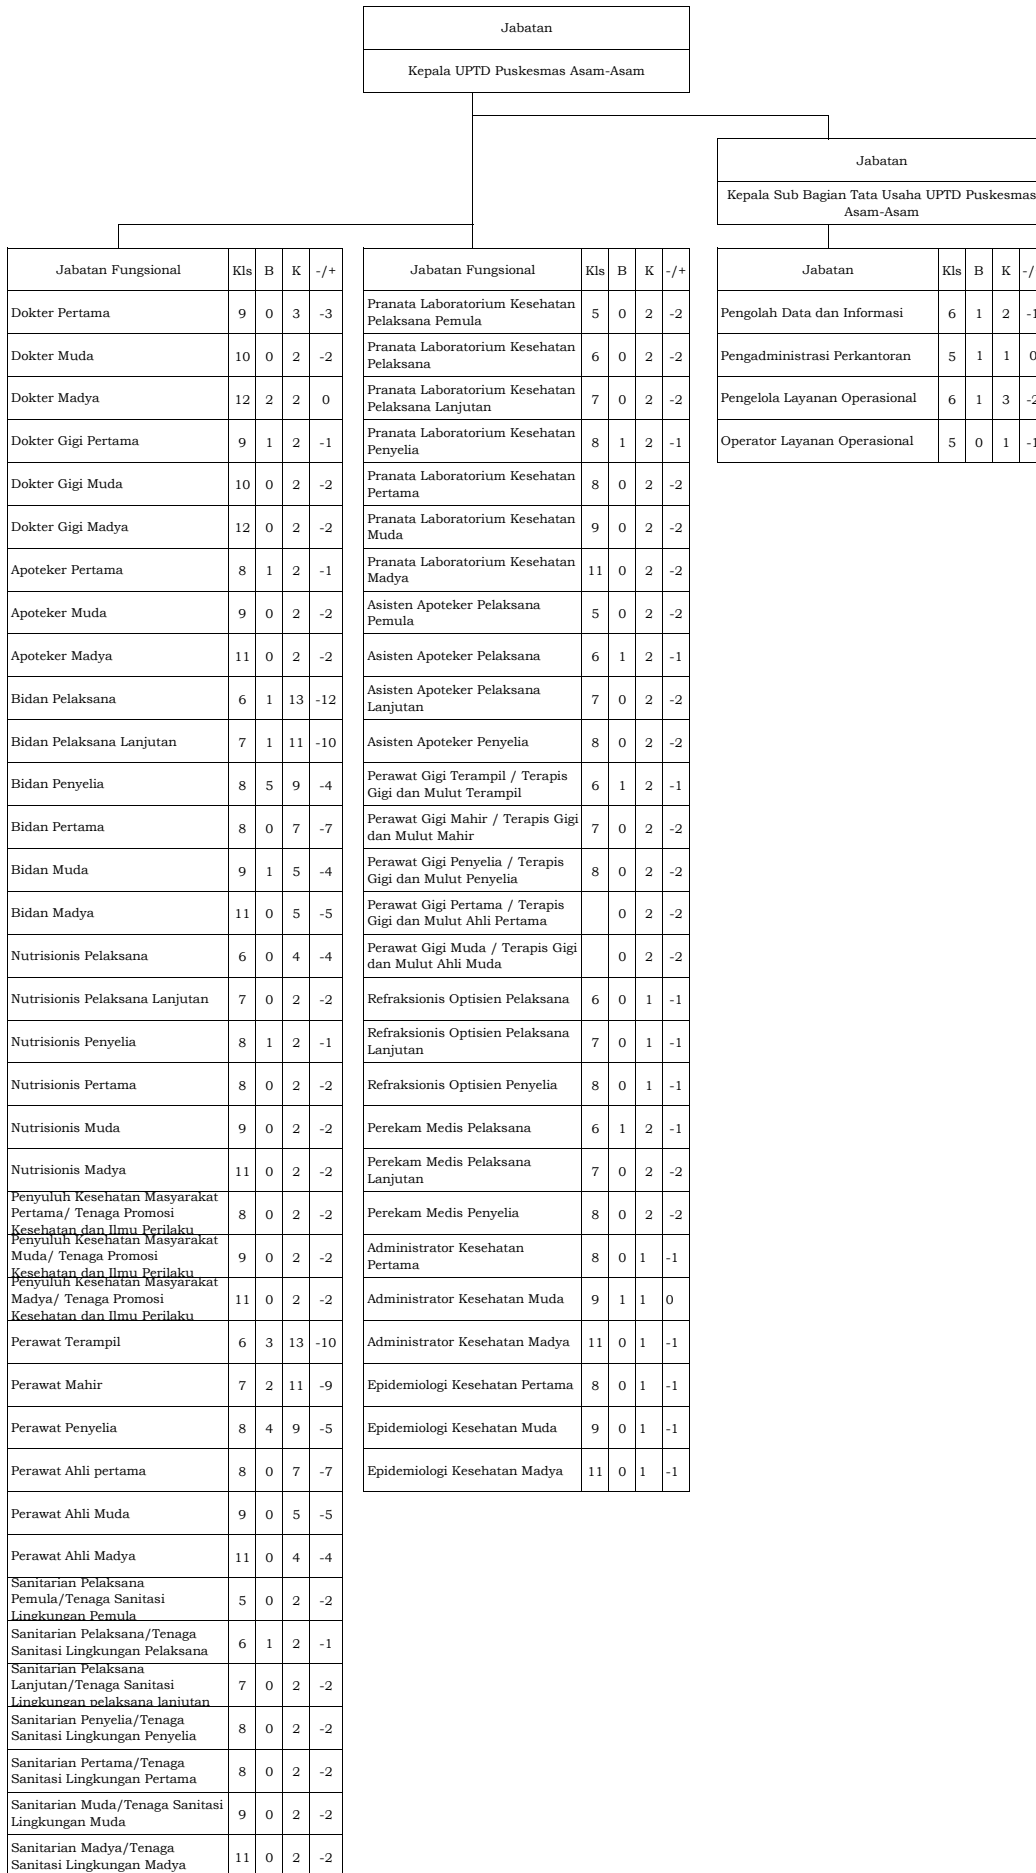 Jabatan
Kepala UPTD Puskesmas Asam-Asam
Jabatan
Kepala Sub Bagian Tata Usaha UPTD Puskesmas
Asam-Asam
Jabatan Fungsional Kls B K -/+
Dokter Pertama 9 0 3 -3
Dokter Muda 10 0 2 -2
Dokter Madya 12 2 2 0
Dokter Gigi Pertama 9 1 2 -1
Dokter Gigi Muda 10 0 2 -2
Dokter Gigi Madya 12 0 2 -2
Apoteker Pertama 8 1 2 -1
Apoteker Muda 9 0 2 -2
Apoteker Madya 11 0 2 -2
Bidan Pelaksana 6 1 13 -12
Bidan Pelaksana Lanjutan 7 1 11 -10
Bidan Penyelia 8 5 9 -4
Bidan Pertama 8 0 7 -7
Bidan Muda 9 1 5 -4
Bidan Madya 11 0 5 -5
Nutrisionis Pelaksana 6 0 4 -4
Nutrisionis Pelaksana Lanjutan 7 0 2 -2
Nutrisionis Penyelia 8 1 2 -1
Nutrisionis Pertama 8 0 2 -2
Nutrisionis Muda 9 0 2 -2
Nutrisionis Madya 11 0 2 -2
Penyuluh Kesehatan Masyarakat
Pertama/ Tenaga Promosi 8 0 2 -2
Kesehatan dan Ilmu Perilaku
Penyuluh Kesehatan Masyarakat
Muda/ Tenaga Promosi 9 0 2 -2
Kesehatan dan Ilmu Perilaku
Penyuluh Kesehatan Masyarakat
Madya/ Tenaga Promosi 11 0 2 -2
Kesehatan dan Ilmu Perilaku
Perawat Terampil 6 3 13 -10
Perawat Mahir 7 2 11 -9
Perawat Penyelia 8 4 9 -5
Perawat Ahli pertama 8 0 7 -7
Perawat Ahli Muda 9 0 5 -5
Perawat Ahli Madya 11 0 4 -4
Sanitarian Pelaksana
Pemula/Tenaga Sanitasi 5 0 2 -2
Lingkungan Pemula
Sanitarian Pelaksana/Tenaga
Sanitasi Lingkungan Pelaksana 6 1 2 -1
Sanitarian Pelaksana
Lanjutan/Tenaga Sanitasi 7 0 2 -2
Lingkungan pelaksana lanjutan
Sanitarian Penyelia/Tenaga
Sanitasi Lingkungan Penyelia 8 0 2 -2
Sanitarian Pertama/Tenaga
Sanitasi Lingkungan Pertama 8 0 2 -2
Sanitarian Muda/Tenaga Sanitasi
Lingkungan Muda 9 0 2 -2
Sanitarian Madya/Tenaga
Sanitasi Lingkungan Madya 11 0 2 -2
Jabatan Fungsional Kls B K -/+
Pranata Laboratorium Kesehatan
Pelaksana Pemula 5 0 2 -2
Pranata Laboratorium Kesehatan
Pelaksana 6 0 2 -2
Pranata Laboratorium Kesehatan
Pelaksana Lanjutan 7 0 2 -2
Pranata Laboratorium Kesehatan
Penyelia 8 1 2 -1
Pranata Laboratorium Kesehatan
Pertama 8 0 2 -2
Pranata Laboratorium Kesehatan
Muda 9 0 2 -2
Pranata Laboratorium Kesehatan
Madya 11 0 2 -2
Asisten Apoteker Pelaksana
Pemula 5 0 2 -2
Asisten Apoteker Pelaksana 6 1 2 -1
Asisten Apoteker Pelaksana
Lanjutan 7 0 2 -2
Asisten Apoteker Penyelia 8 0 2 -2
Perawat Gigi Terampil / Terapis
Gigi dan Mulut Terampil 6 1 2 -1
Perawat Gigi Mahir / Terapis Gigi
dan Mulut Mahir 7 0 2 -2
Perawat Gigi Penyelia / Terapis
Gigi dan Mulut Penyelia 8 0 2 -2
Perawat Gigi Pertama / Terapis
Gigi dan Mulut Ahli Pertama 0 2 -2
Perawat Gigi Muda / Terapis Gigi
dan Mulut Ahli Muda 0 2 -2
Refraksionis Optisien Pelaksana 6 0 1 -1
Refraksionis Optisien Pelaksana
Lanjutan 7 0 1 -1
Refraksionis Optisien Penyelia 8 0 1 -1
Perekam Medis Pelaksana 6 1 2 -1
Perekam Medis Pelaksana
Lanjutan 7 0 2 -2
Perekam Medis Penyelia 8 0 2 -2
Administrator Kesehatan
Pertama 8 0 1 -1
Administrator Kesehatan Muda 9 1 1 0
Administrator Kesehatan Madya 11 0 1 -1
Epidemiologi Kesehatan Pertama 8 0 1 -1
Epidemiologi Kesehatan Muda 9 0 1 -1
Epidemiologi Kesehatan Madya 11 0 1 -1
Jabatan Kls B K -/
Pengolah Data dan Informasi 6 1 2 -1
Pengadministrasi Perkantoran 5 1 1 0
Pengelola Layanan Operasional 6 1 3 -2
Operator Layanan Operasional 5 0 1 -1